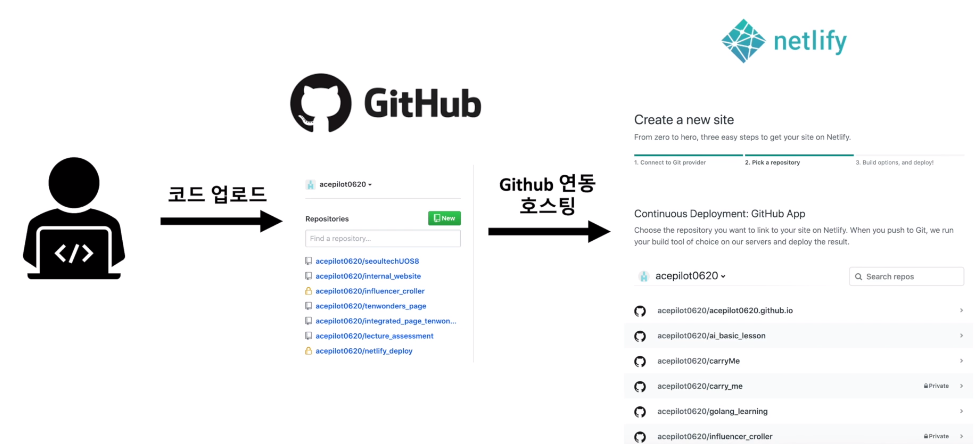 netlify
GitHub
Create a new site
From zero to hero, three easy steps to get your site on Netlify.
1. Connect to Git provider
2. Pick a repository
3. Build options, and deploy!
</>
코드 업로드
acepilot0620
Repositories
New
Find a repository...
acepilot0620/seoultechUOS8
acepilot0620/internal_website
acepilot0620/influencer_croller
acepilot0620/tenwonders_page
acepilot0620/integrated_page_tenwon...
acepilot0620/lecture_assessment
acepilot0620/netlify_deploy
Github 연동
호스팅
Continuous Deployment: GitHub App
Choose the repository you want to link to your site on Netlify. When you push to Git, we run
your build tool of choice on our servers and deploy the result.
acepilot0620
Search repos
acepilot0620/acepilot0620.github.io
acepilot0620/ai_basic_lesson
acepilot0620/carryMe
acepilot0620/carry_me Private
acepilot0620/golang_learning
acepilot0620/influencer_croller Private